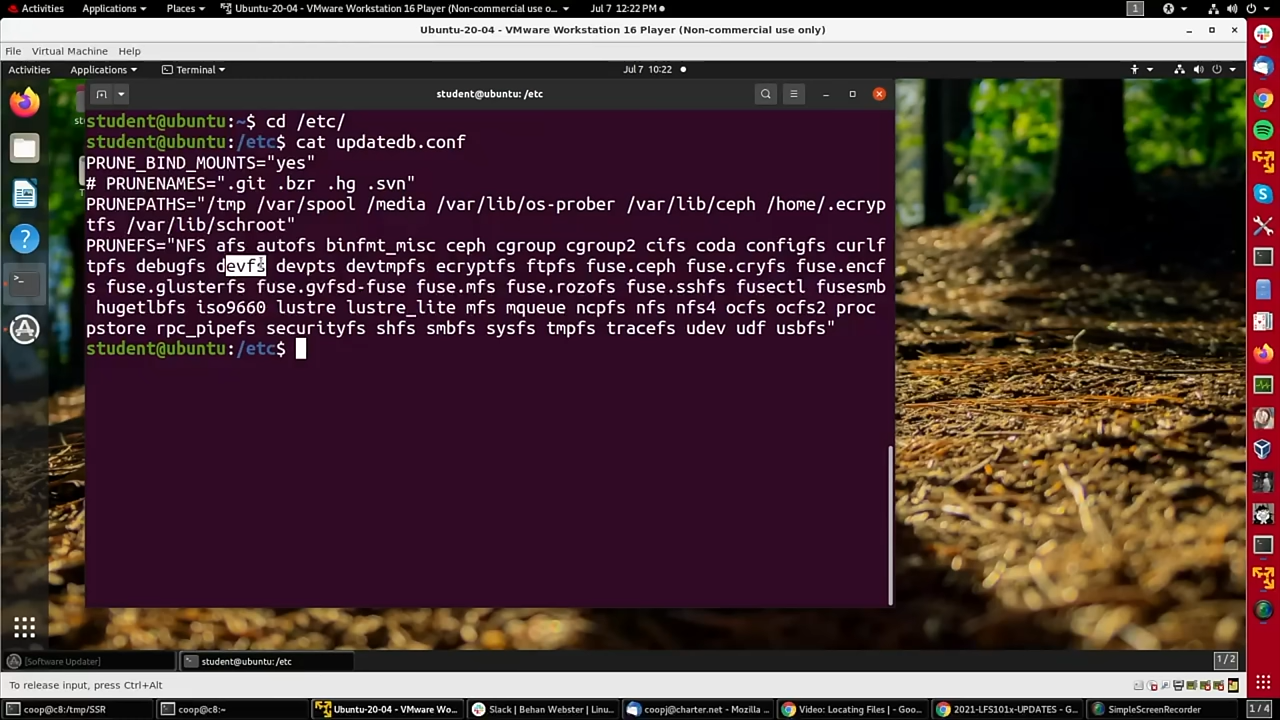 Activities Applications Places Ubuntu-20-04 - VMware Workstation 16 Player (Non-commercial use o... Jul 7 12:22 PM 1
Ubuntu-20-04 - VMware Workstation 16 Player (Non-commercial use only)
File Virtual Machine Help
Activities Applications Terminal Jul 7 10:22
student@ubuntu: /etc
student@ubuntu:~$ cd /etc/
student@ubuntu:/etc$ cat updatedb.conf
PRUNE_BIND_MOUNTS="yes"
# PRUNENAMES=".git .bzr .hg .svn"
PRUNEPATHS="/tmp /var/spool /media /var/lib/os-prober /var/lib/ceph /home/.ecryp
tfs /var/lib/schroot"
PRUNEFS="NFS afs autofs binfmt_misc ceph cgroup cgroup2 cifs coda configfs curlf
tpfs debugfs devfs devpts devtmpfs ecryptfs ftpfs fuse.ceph fuse.cryfs fuse.encf
s fuse.glusterfs fuse.gvfsd-fuse fuse.mfs fuse.rozofs fuse.sshfs fusectl fusesmb
hugetlbfs iso9660 lustre lustre_lite mfs mqueue ncpfs nfs nfs4 ocfs ocfs2 proc
pstore rpc_pipefs securityfs shfs smbfs sysfs tmpfs tracefs udev udf usbfs"
student@ubuntu:/etc$
[Software Updater] student@ubuntu: /etc 1/2
To release input, press Ctrl+Alt
coop@c8:/tmp/SSR coop@c8:~ Ubuntu-20-04 - VMware Workstati... Slack | Behan Webster | Linu... coopj@charter.net - Mozilla ... Video: Locating Files | - Goo... 2021-LFS101x-UPDATES - G... SimpleScreenRecorder 1 / 4